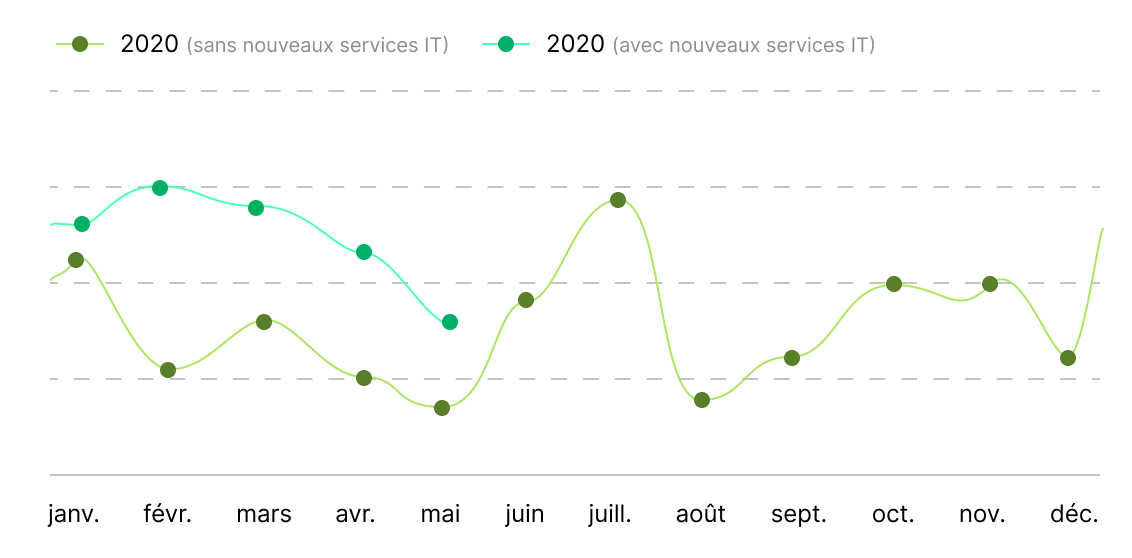 2020 (sans nouveaux services IT) 2020 (avec nouveaux services IT)
janv. févr. mars avr. mai juin juill. août sept. oct. nov. déc.